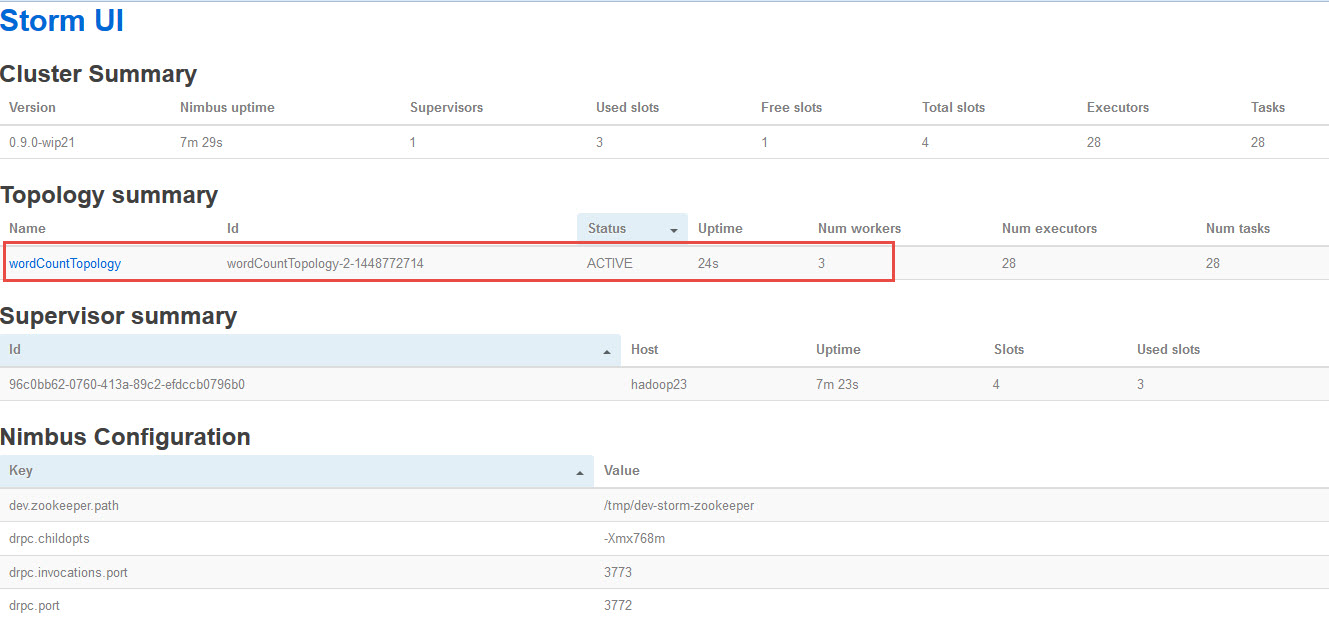 Storm UI
Cluster Summary
Version Nimbus uptime Supervisors Used slots Free slots Total slots Executors Tasks
0.9.0-wip21 7m 29s 1 3 1 4 28 28
Topology summary
Name Id Status Uptime Num workers Num executors Num tasks
wordCountTopology wordCountTopology-2-1448772714 ACTIVE 24s 3 28 28
Supervisor summary
Id Host Uptime Slots Used slots
96c0bb62-0760-413a-89c2-efdccb0796b0 hadoop23 7m 23s 4 3
Nimbus Configuration
Key Value
dev.zookeeper.path /tmp/dev-storm-zookeeper
drpc.childopts -Xmx768m
drpc.invocations.port 3773
drpc.port 3772